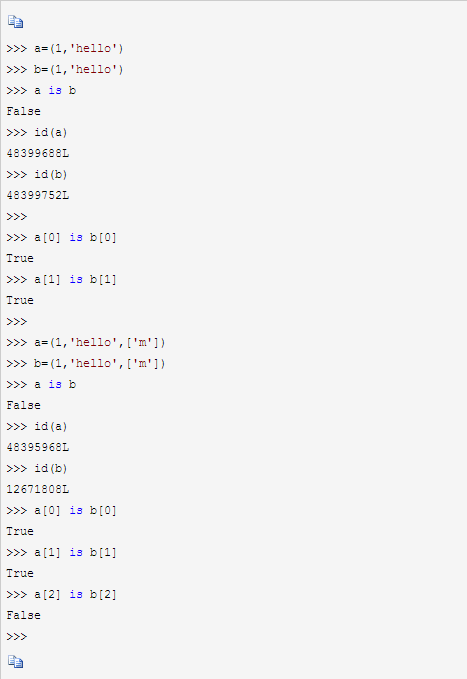 >>> a=(1,'hello')
>>> b=(1,'hello')
>>> a is b
False
>>> id(a)
48399688L
>>> id(b)
48399752L
>>>
>>> a[0] is b[0]
True
>>> a[1] is b[1]
True
>>>
>>> a=(1,'hello',['m'])
>>> b=(1,'hello',['m'])
>>> a is b
False
>>> id(a)
48395968L
>>> id(b)
12671808L
>>> a[0] is b[0]
True
>>> a[1] is b[1]
True
>>> a[2] is b[2]
False
>>>